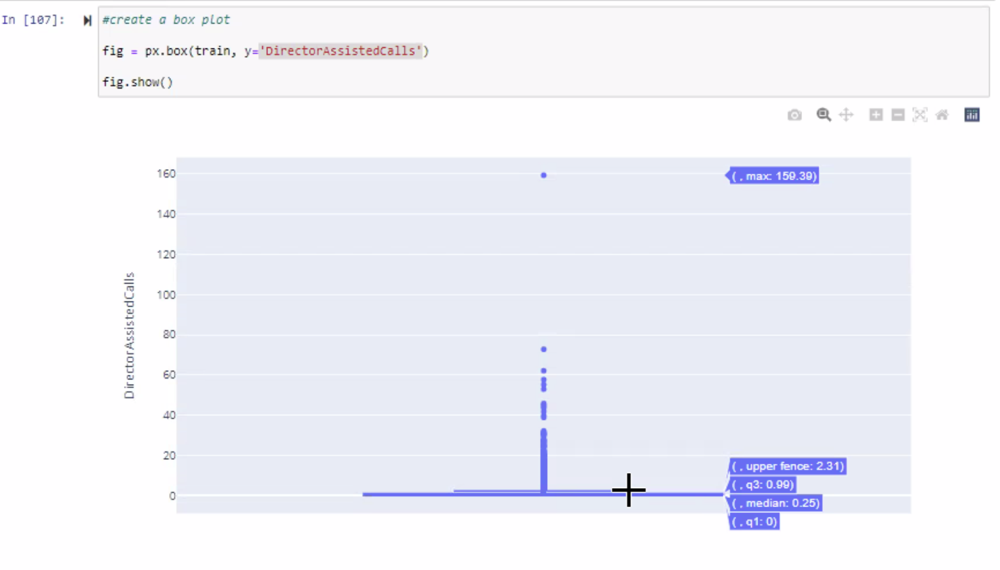 In [107]:
#create a box plot
fig = px.box(train, y='DirectorAssistedCalls')
fig.show()
160
140
120
100
80
60
40
20
0
DirectorAssistedCalls
( , max: 159.39)
( , upper fence: 2.31)
( , q3: 0.99)
( , median: 0.25)
( , q1: 0)